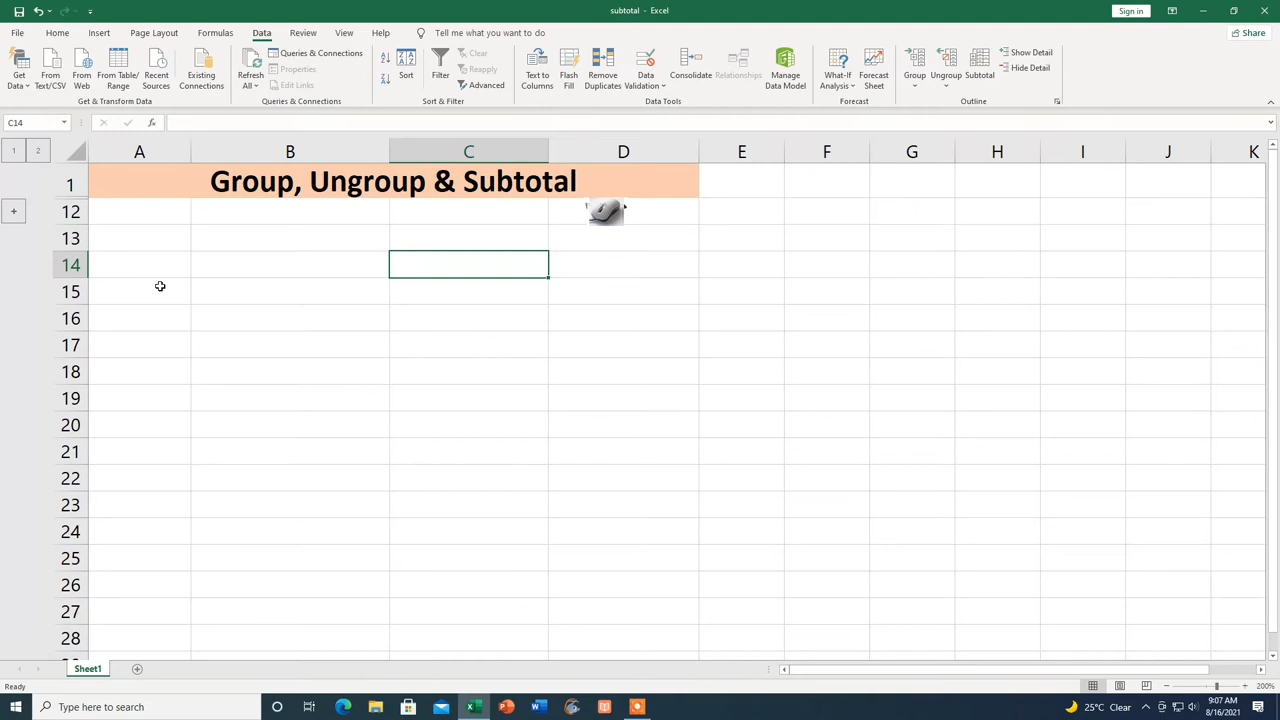 subtotal - Excel
Sign in
File Home Insert Page Layout Formulas Data Review View Help Tell me what you want to do
Share
Get Data
From Text/CSV
From Web
From Table/ Range
Recent Sources
Existing Connections
Get & Transform Data
Refresh All
Queries & Connections
Properties
Edit Links
Queries & Connections
Sort
Filter
Clear
Reapply
Advanced
Sort & Filter
Text to Columns
Flash Fill
Remove Duplicates
Data Validation
Consolidate
Relationships
Manage Data Model
Data Tools
What-If Analysis
Forecast Sheet
Forecast
Group
Ungroup
Subtotal
Show Detail
Hide Detail
Outline
C14
fx
1 2
A B C D E F G H I J K
1 Group, Ungroup & Subtotal
12
13
14
15
16
17
18
19
20
21
22
23
24
25
26
27
28
Sheet1
Ready
200%
Type here to search
25°C Clear
9:07 AM
8/16/2021